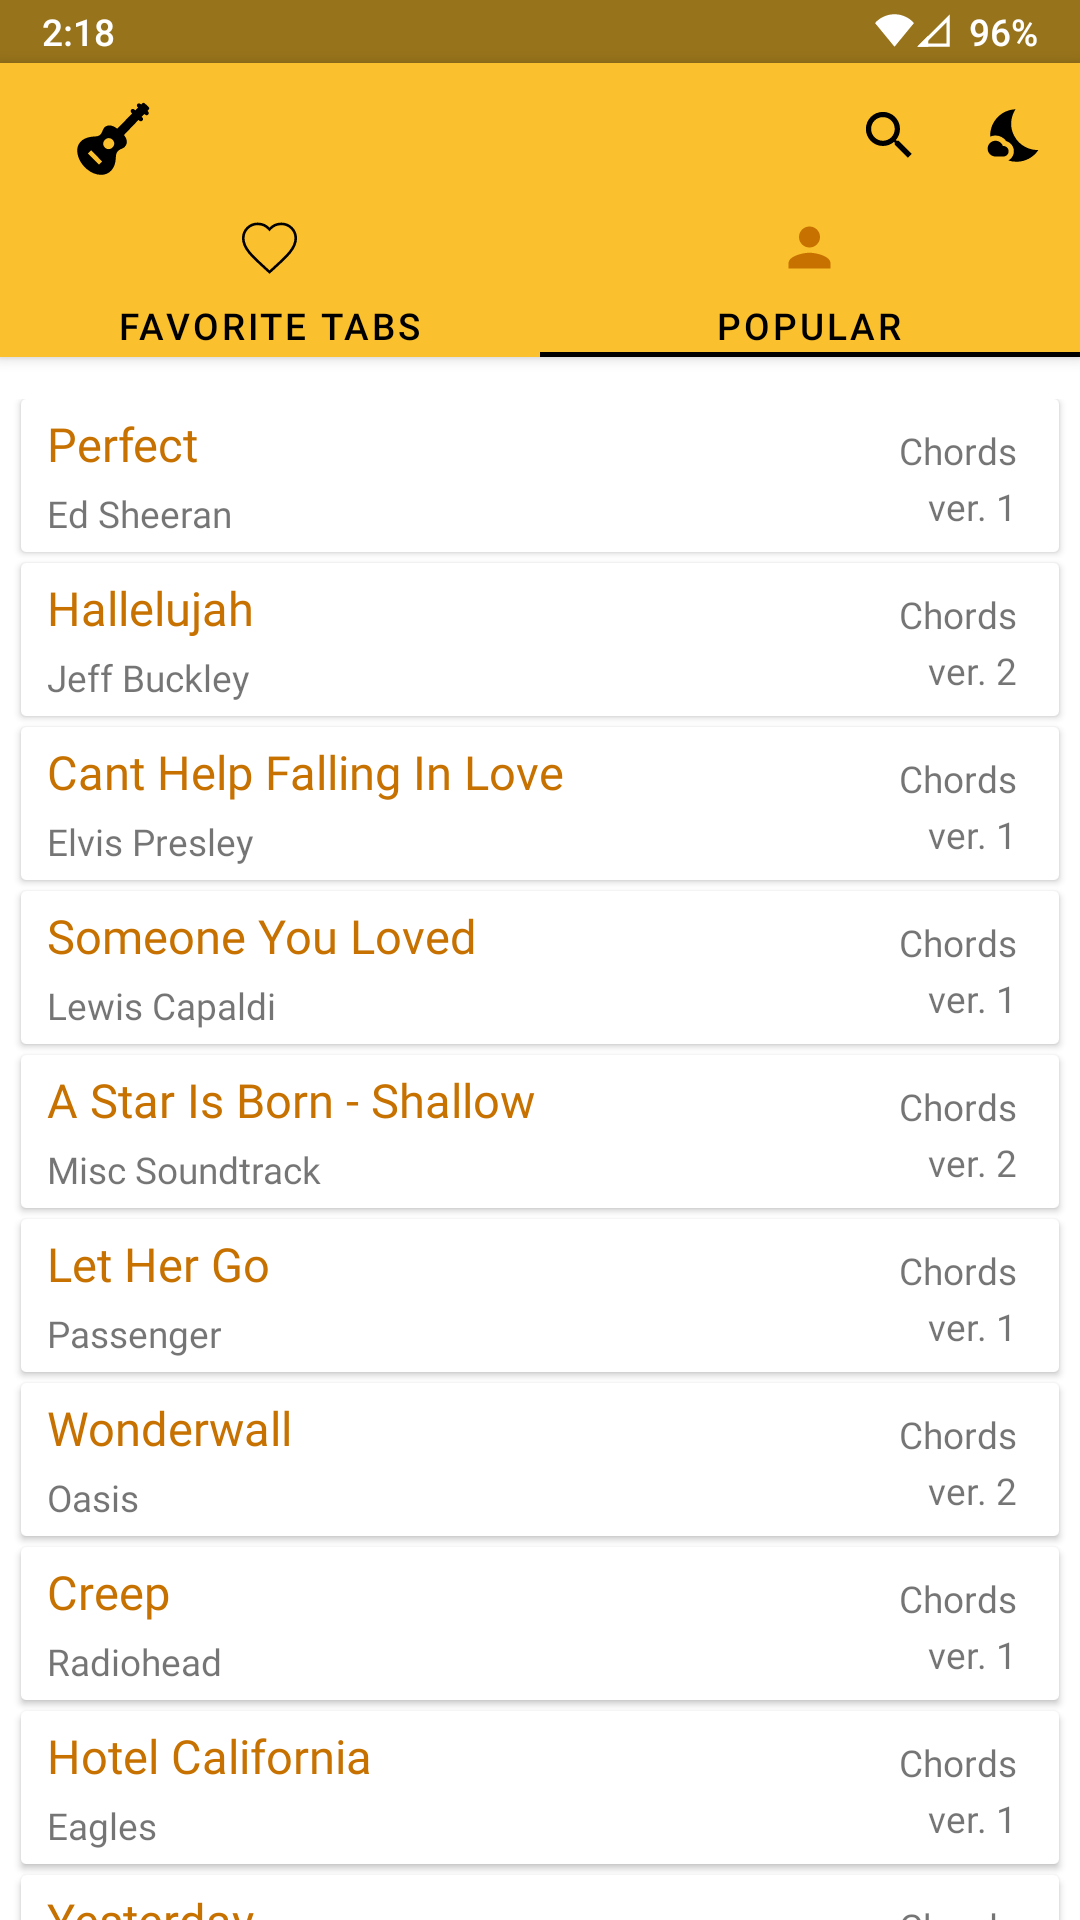 2:18 96%
FAVORITE TABS POPULAR
Perfect Chords
Ed Sheeran ver. 1
Hallelujah Chords
Jeff Buckley ver. 2
Cant Help Falling In Love Chords
Elvis Presley ver. 1
Someone You Loved Chords
Lewis Capaldi ver. 1
A Star Is Born - Shallow Chords
Misc Soundtrack ver. 2
Let Her Go Chords
Passenger ver. 1
Wonderwall Chords
Oasis ver. 2
Creep Chords
Radiohead ver. 1
Hotel California Chords
Eagles ver. 1
Yesterday Chords